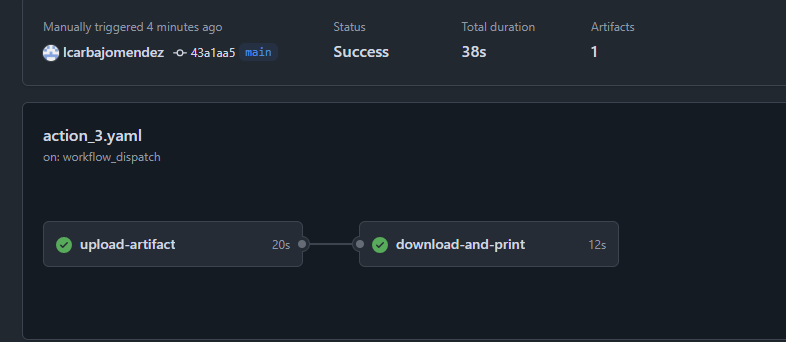 Manually triggered 4 minutes ago
Status
Total duration
Artifacts
lcarbajomendez 43a1aa5 main
Success
38s
1
action_3.yaml
on: workflow_dispatch
upload-artifact 20s
download-and-print 12s